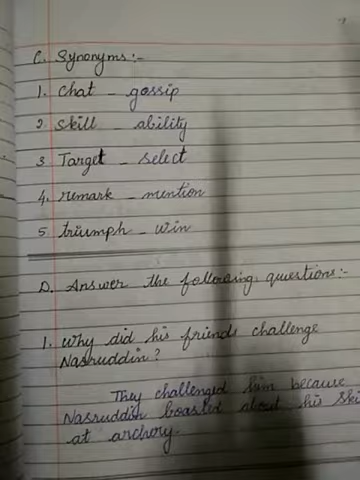 C. Synonyms:-
1. Chat - gossip
2. Skill - ability
3 Target - select
4. remark - mention
5. triumph - win
D. Answer the following questions:-
1. Why did his friends challenge
Nasruddin?
They challenged him because
Nasruddin boasted about his ski
at archery.